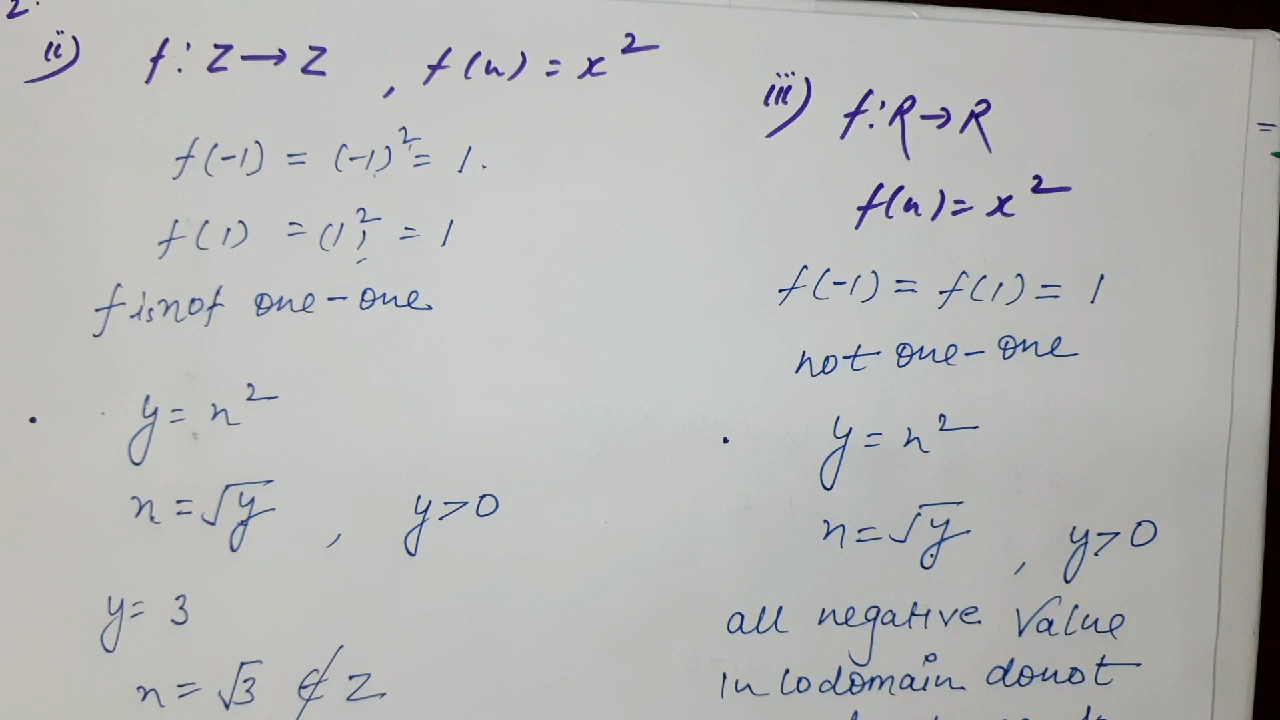 2.
ii) f: Z→Z , f(x) = x²
f(-1) = (-1)² = 1.
f(1) = (1)² = 1
f is not one-one
y = x²
x = √y , y>0
y = 3
x = √3 ∉ Z
iii) f: R→R
f(x) = x²
f(-1) = f(1) = 1
not one-one
y = x²
x = √y , y>0
all negative value
in codomain donot
=